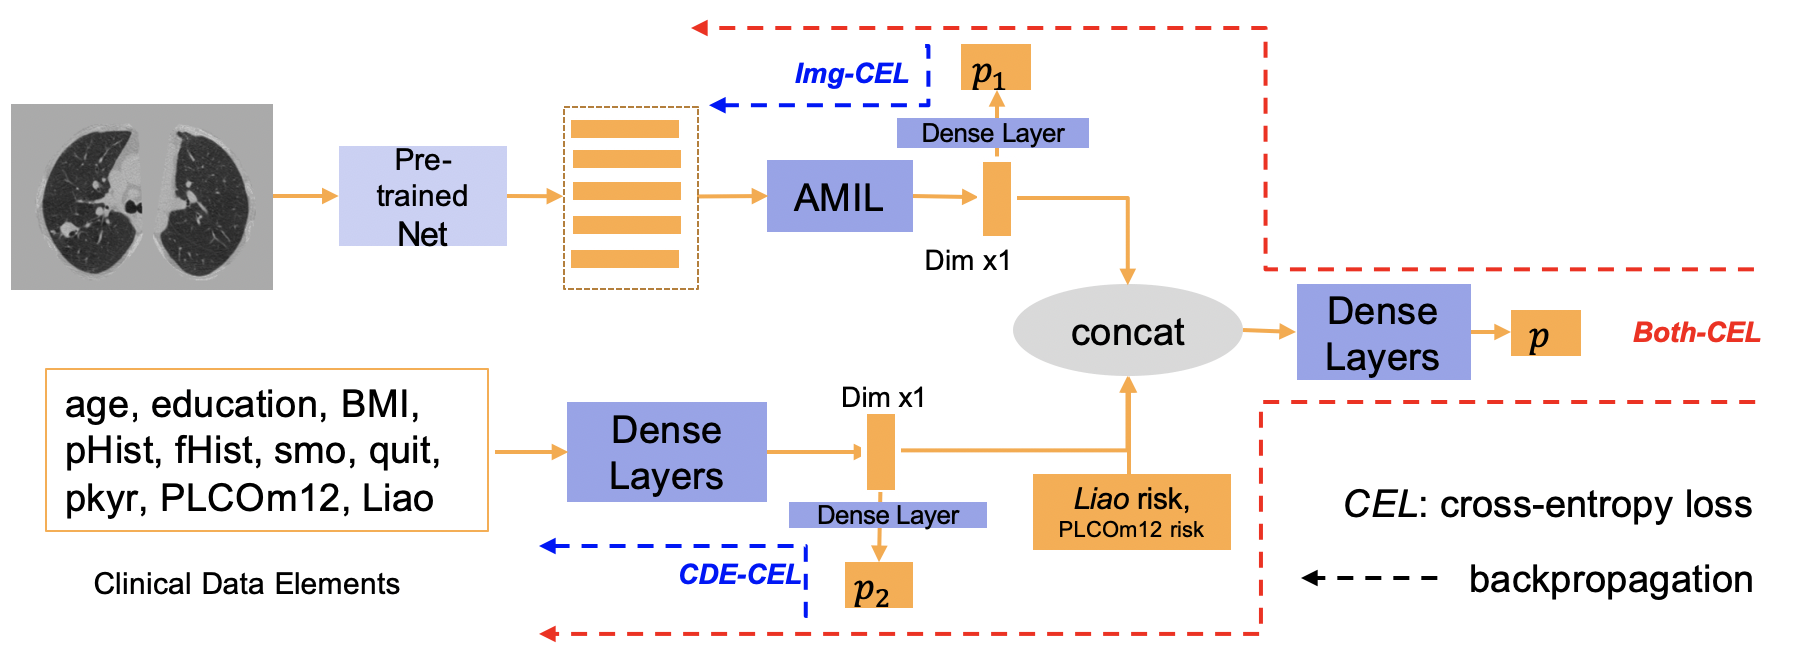 Img-CEL
p₁
Dense Layer
Pre-
trained
Net
AMIL
Dim x1
concat
Dense
Layers
p
Both-CEL
age, education, BMI,
pHist, fHist, smo, quit,
pkyr, PLCOm12, Liao
Clinical Data Elements
Dense
Layers
Dim x1
Dense Layer
CDE-CEL
p₂
Liao risk,
PLCOm12 risk
CEL: cross-entropy loss
backpropagation